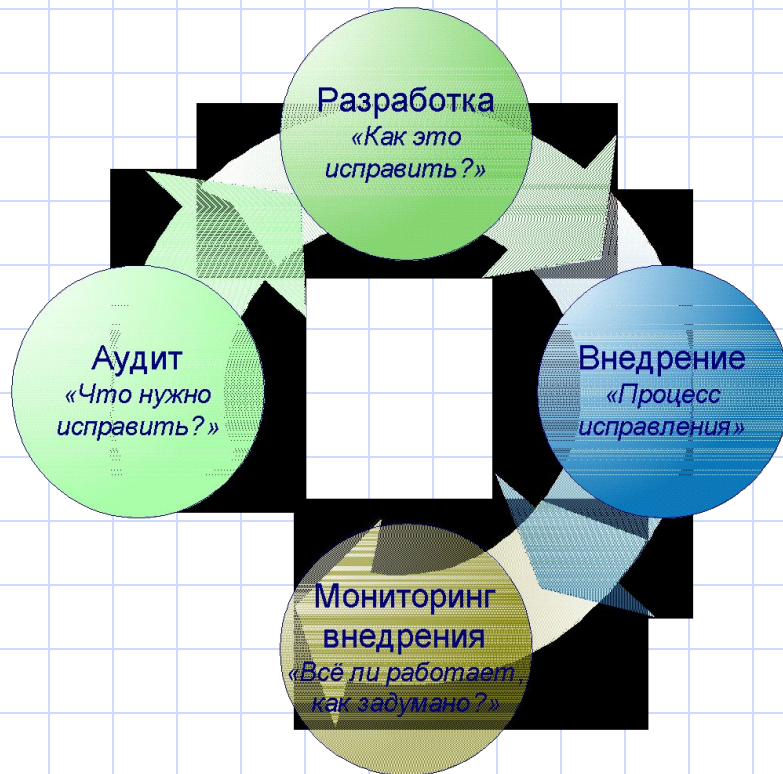 Разработка
«Как это
исправить?»
Аудит
«Что нужно
исправить?»
Внедрение
«Процесс
исправления»
Мониторинг
внедрения
«Всё ли работает,
как задумано?»